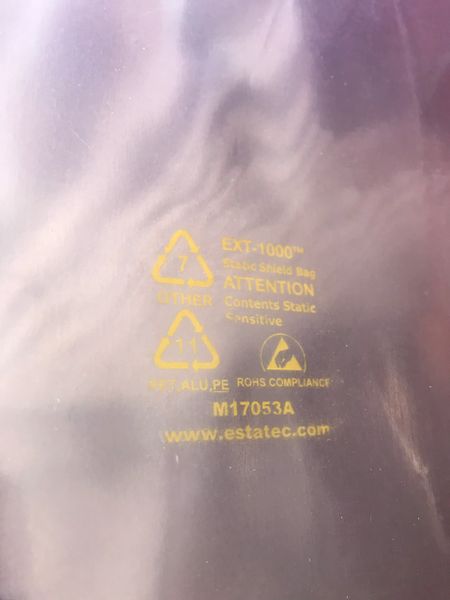 EXT-1000™
Static Shield Bag
ATTENTION
Contents Static
Sensitive
7
OTHER
11
PET,ALU,PE
ROHS COMPLIANCE
M17053A
www.estatec.com